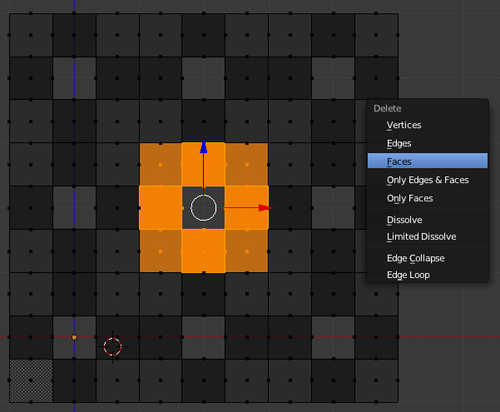 Delete
Vertices
Edges
Faces
Only Edges & Faces
Only Faces
Dissolve
Limited Dissolve
Edge Collapse
Edge Loop